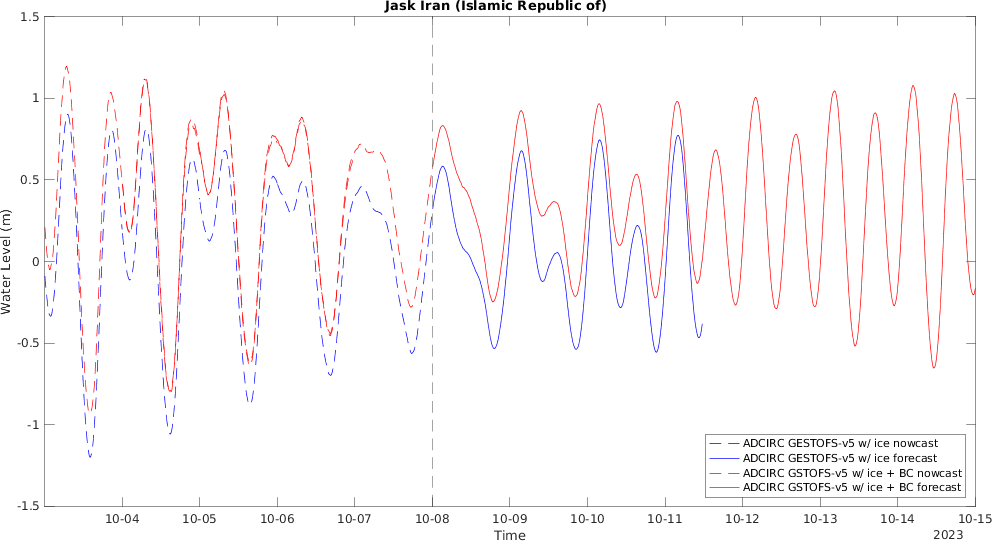 Jask Iran (Islamic Republic of)
1.5
1
0.5
0
-0.5
-1
-1.5
Water Level (m)
10-04 10-05 10-06 10-07 10-08 10-09 10-10 10-11 10-12 10-13 10-14 10-15
Time
2023
ADCIRC GESTOFS-v5 w/ ice nowcast
ADCIRC GESTOFS-v5 w/ ice forecast
ADCIRC GSTOFS-v5 w/ ice + BC nowcast
ADCIRC GSTOFS-v5 w/ ice + BC forecast